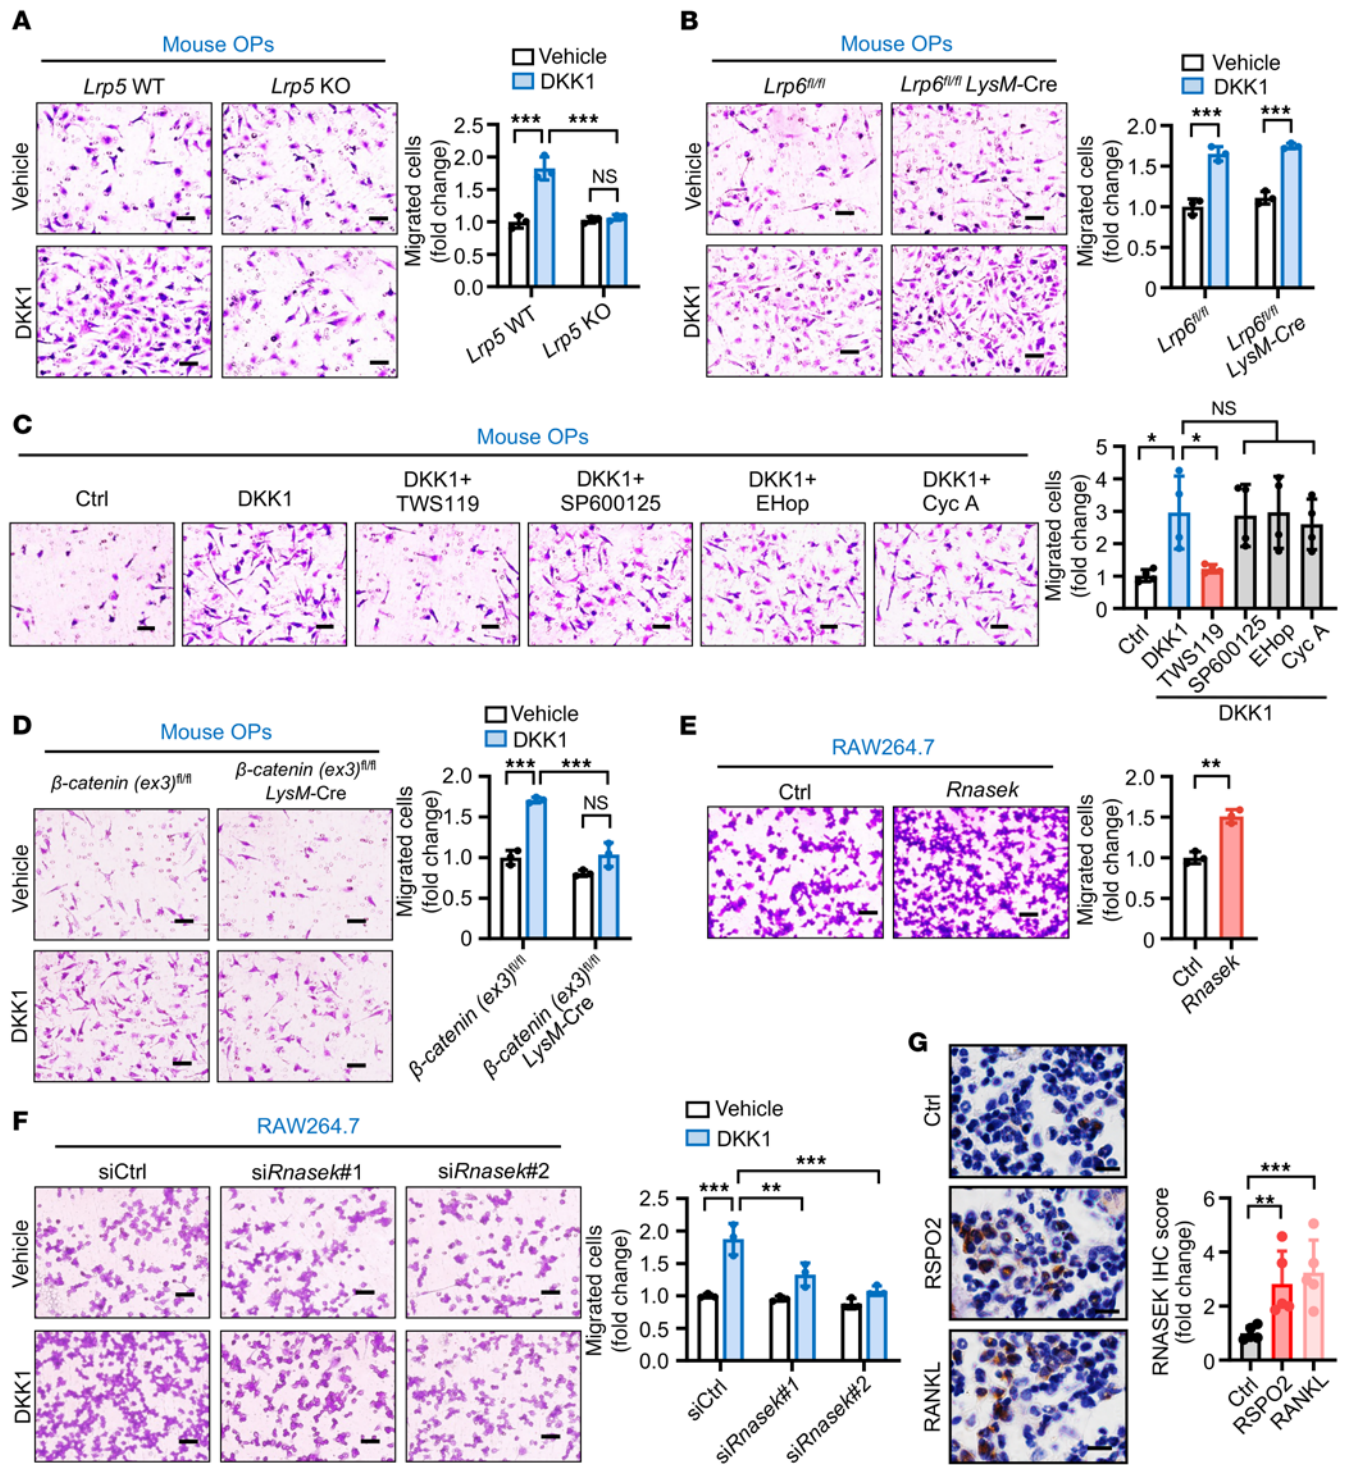 A
Mouse OPs
Lrp5 WT
Lrp5 KO
Vehicle
DKK1
Vehicle
DKK1
Migrated cells
(fold change)
2.5
2.0
1.5
1.0
0.5
0.0
***
***
NS
Lrp5 WT
Lrp5 KO
B
Mouse OPs
Lrp6fl/fl
Lrp6fl/fl LysM-Cre
Vehicle
DKK1
Vehicle
DKK1
Migrated cells
(fold change)
2.0
1.5
1.0
0.5
0
***
***
Lrp6fl/fl
Lrp6fl/fl
LysM-Cre
C
Mouse OPs
Ctrl
DKK1
DKK1+
TWS119
DKK1+
SP600125
DKK1+
EHop
DKK1+
Cyc A
Migrated cells
(fold change)
5
4
3
2
1
0
*
*
NS
Ctrl
DKK1
TWS119
SP600125
EHop
Cyc A
DKK1
D
Mouse OPs
β-catenin (ex3)fl/fl
β-catenin (ex3)fl/fl
LysM-Cre
Vehicle
DKK1
Vehicle
DKK1
Migrated cells
(fold change)
2.0
1.5
1.0
0.5
0
***
***
NS
β-catenin (ex3)fl/fl
β-catenin (ex3)fl/fl
LysM-Cre
E
RAW264.7
Ctrl
Rnasek
Migrated cells
(fold change)
2.0
1.5
1.0
0.5
0
**
Ctrl
Rnasek
F
RAW264.7
siCtrl
siRnasek#1
siRnasek#2
Vehicle
DKK1
Vehicle
DKK1
Migrated cells
(fold change)
2.5
2.0
1.5
1.0
0.5
0.0
***
**
***
siCtrl
siRnasek#1
siRnasek#2
G
Ctrl
RSPO2
RANKL
RNASEK IHC score
(fold change)
6
4
2
0
**
***
Ctrl
RSPO2
RANKL